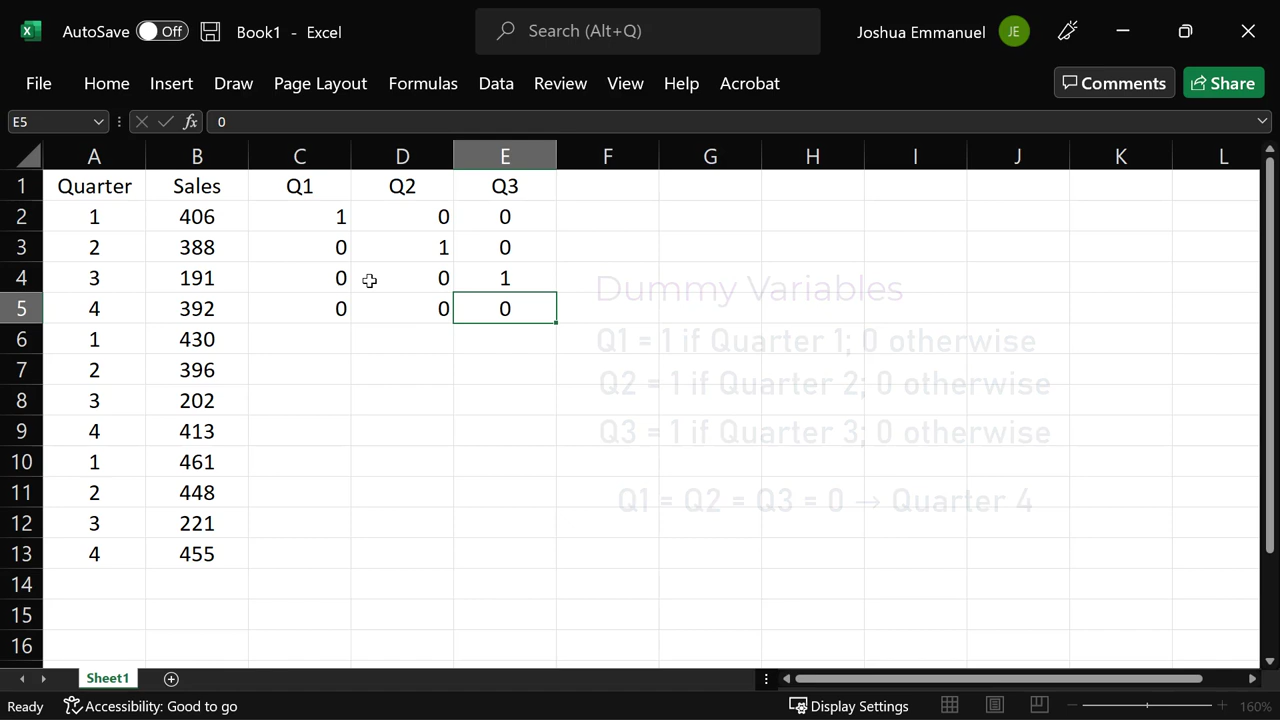 AutoSave Off Book1 - Excel Search (Alt+Q) Joshua Emmanuel JE
File Home Insert Draw Page Layout Formulas Data Review View Help Acrobat Comments Share
E5 fx 0
A B C D E F G H I J K L
1 Quarter Sales Q1 Q2 Q3
2 1 406 1 0 0
3 2 388 0 1 0
4 3 191 0 0 1
Dummy Variables
5 4 392 0 0 0
6 1 430
Q1 = 1 if Quarter 1; 0 otherwise
7 2 396
Q2 = 1 if Quarter 2; 0 otherwise
8 3 202
9 4 413
Q3 = 1 if Quarter 3; 0 otherwise
10 1 461
11 2 448
Q1 = Q2 = Q3 = 0 → Quarter 4
12 3 221
13 4 455
14
15
16
Sheet1
Ready Accessibility: Good to go Display Settings 160%